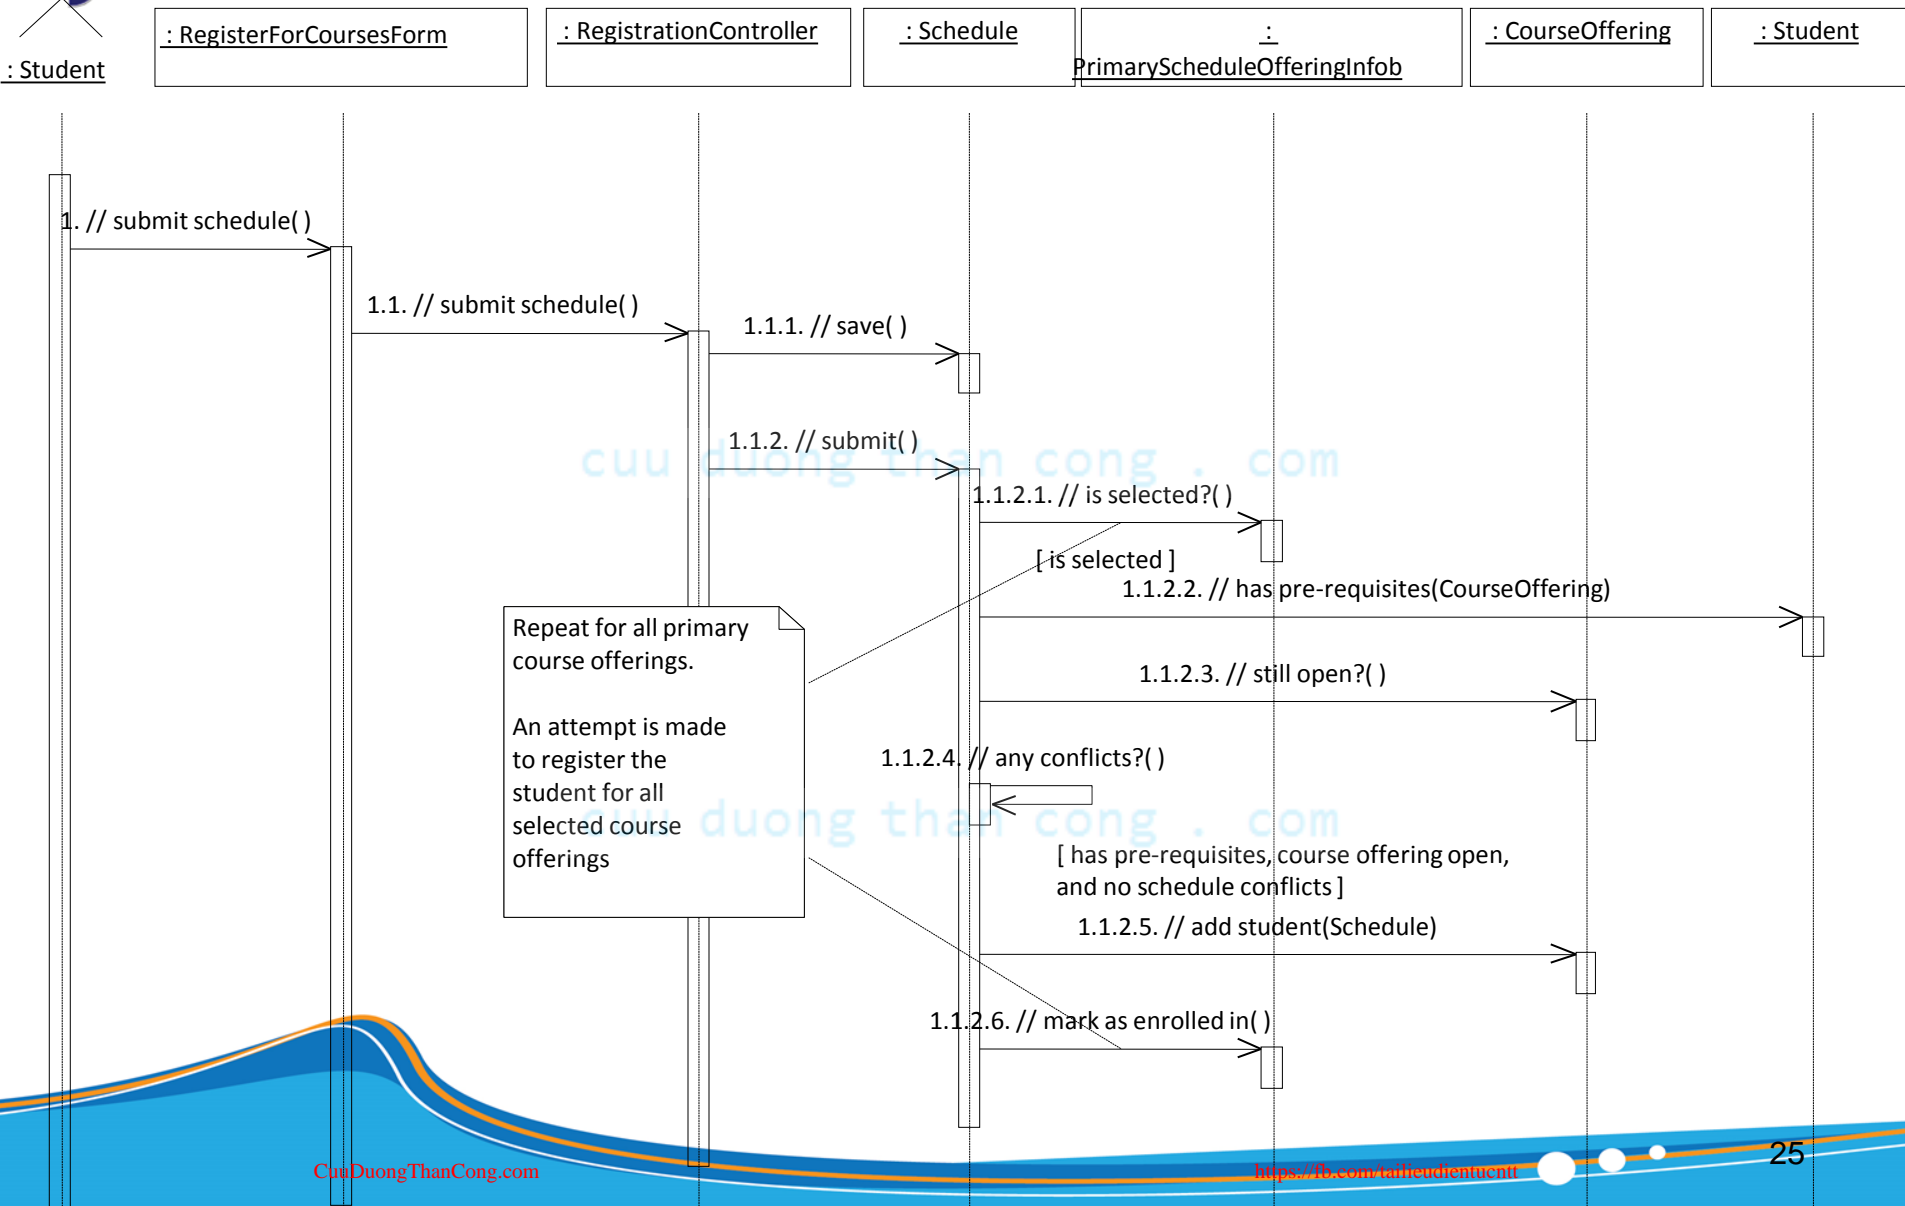 : Student
: RegisterForCoursesForm
: RegistrationController
: Schedule
:
PrimaryScheduleOfferingInfob
: CourseOffering
: Student
1. // submit schedule( )
1.1. // submit schedule( )
1.1.1. // save( )
1.1.2. // submit( )
cuu duong than cong . com
1.1.2.1. // is selected?( )
[ is selected ]
1.1.2.2. // has pre-requisites(CourseOffering)
Repeat for all primary
course offerings.
An attempt is made
to register the
student for all
selected course
offerings
1.1.2.3. // still open?( )
1.1.2.4. // any conflicts?( )
cuu duong than cong . com
[ has pre-requisites, course offering open,
and no schedule conflicts ]
1.1.2.5. // add student(Schedule)
1.1.2.6. // mark as enrolled in( )
CuuDuongThanCong.com
https://fb.com/tailieudientucntt
25